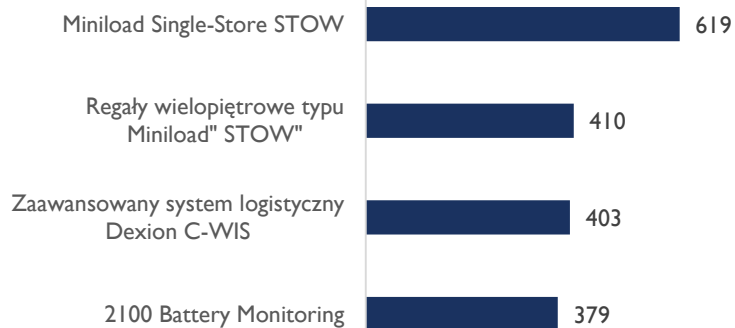 Miniload Single-Store STOW
619
Regały wielopiętrowe typu
Miniload" STOW"
410
Zaawansowany system logistyczny
Dexion C-WIS
403
2100 Battery Monitoring
379